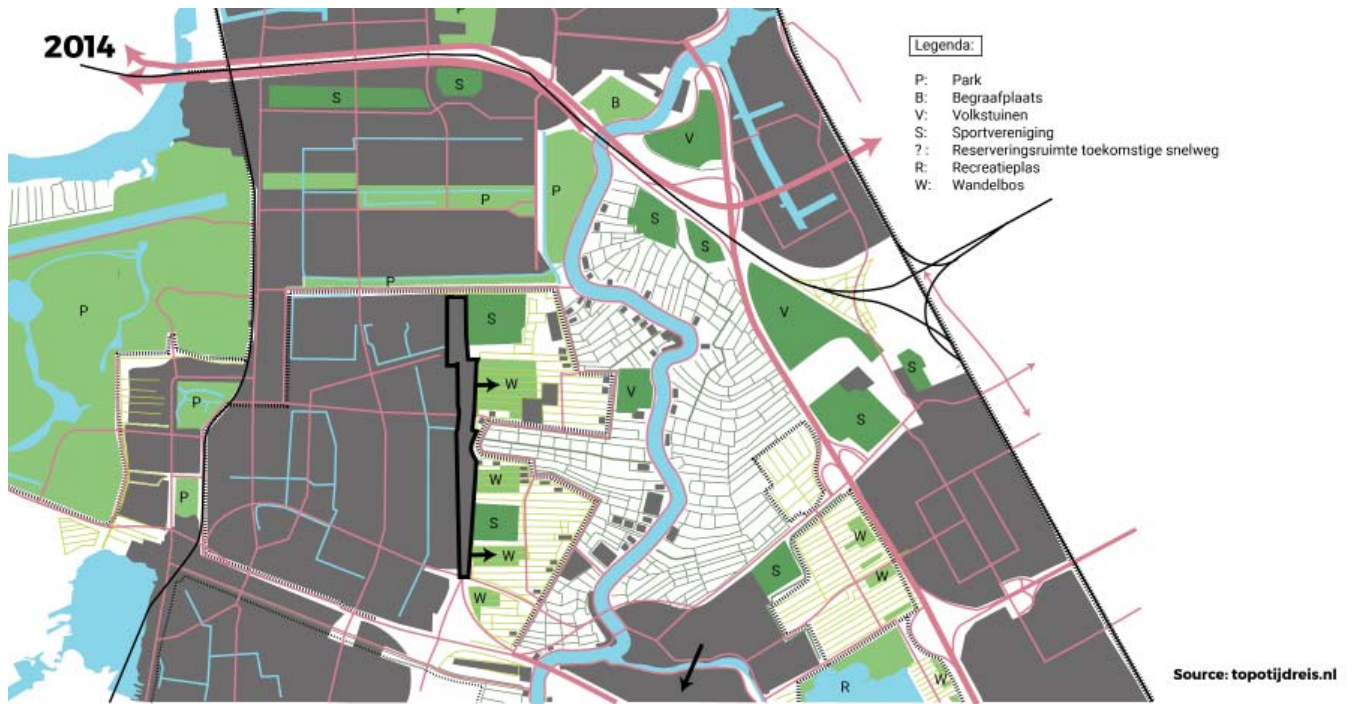 2014
Legenda:
P: Park
B: Begraafplaats
V: Volkstuinen
S: Sportvereniging
?: Reserveringsruimte toekomstige snelweg
R: Recreatieplas
W: Wandelbos
P
S
S
B
V
P
P
S
S
P
P
S
V
W
V
S
P
S
P
W
S
W
S
W
W
W
R
W
Source: topotijdreis.nl